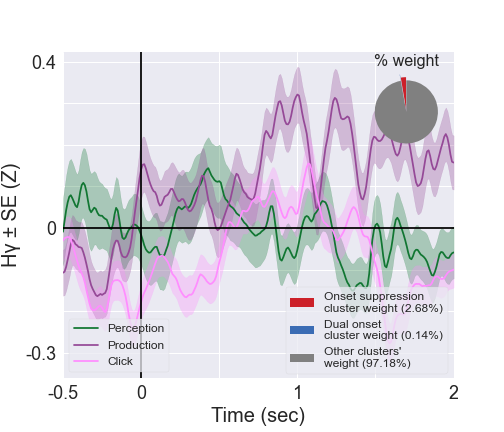 % weight
0.4
0
-0.3
Hγ ± SE (Z)
Perception
Production
Click
Onset suppression
cluster weight (2.68%)
Dual onset
cluster weight (0.14%)
Other clusters'
weight (97.18%)
-0.5
0
1
2
Time (sec)